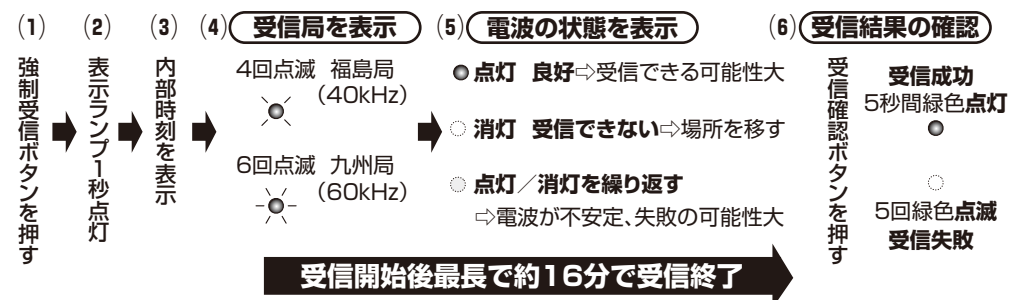 (1)
強制受信ボタンを押す
(2)
表示ランプ1秒点灯
(3)
内部時刻を表示
(4) 受信局を表示
4回点滅 福島局
(40kHz)
6回点滅 九州局
(60kHz)
(5) 電波の状態を表示
点灯 良好⇨受信できる可能性大
消灯 受信できない⇨場所を移す
点灯/消灯を繰り返す
⇨電波が不安定、失敗の可能性大
(6) 受信結果の確認
受信確認ボタンを押す
受信成功
5秒間緑色点灯
5回緑色点滅
受信失敗
受信開始後最長で約16分で受信終了